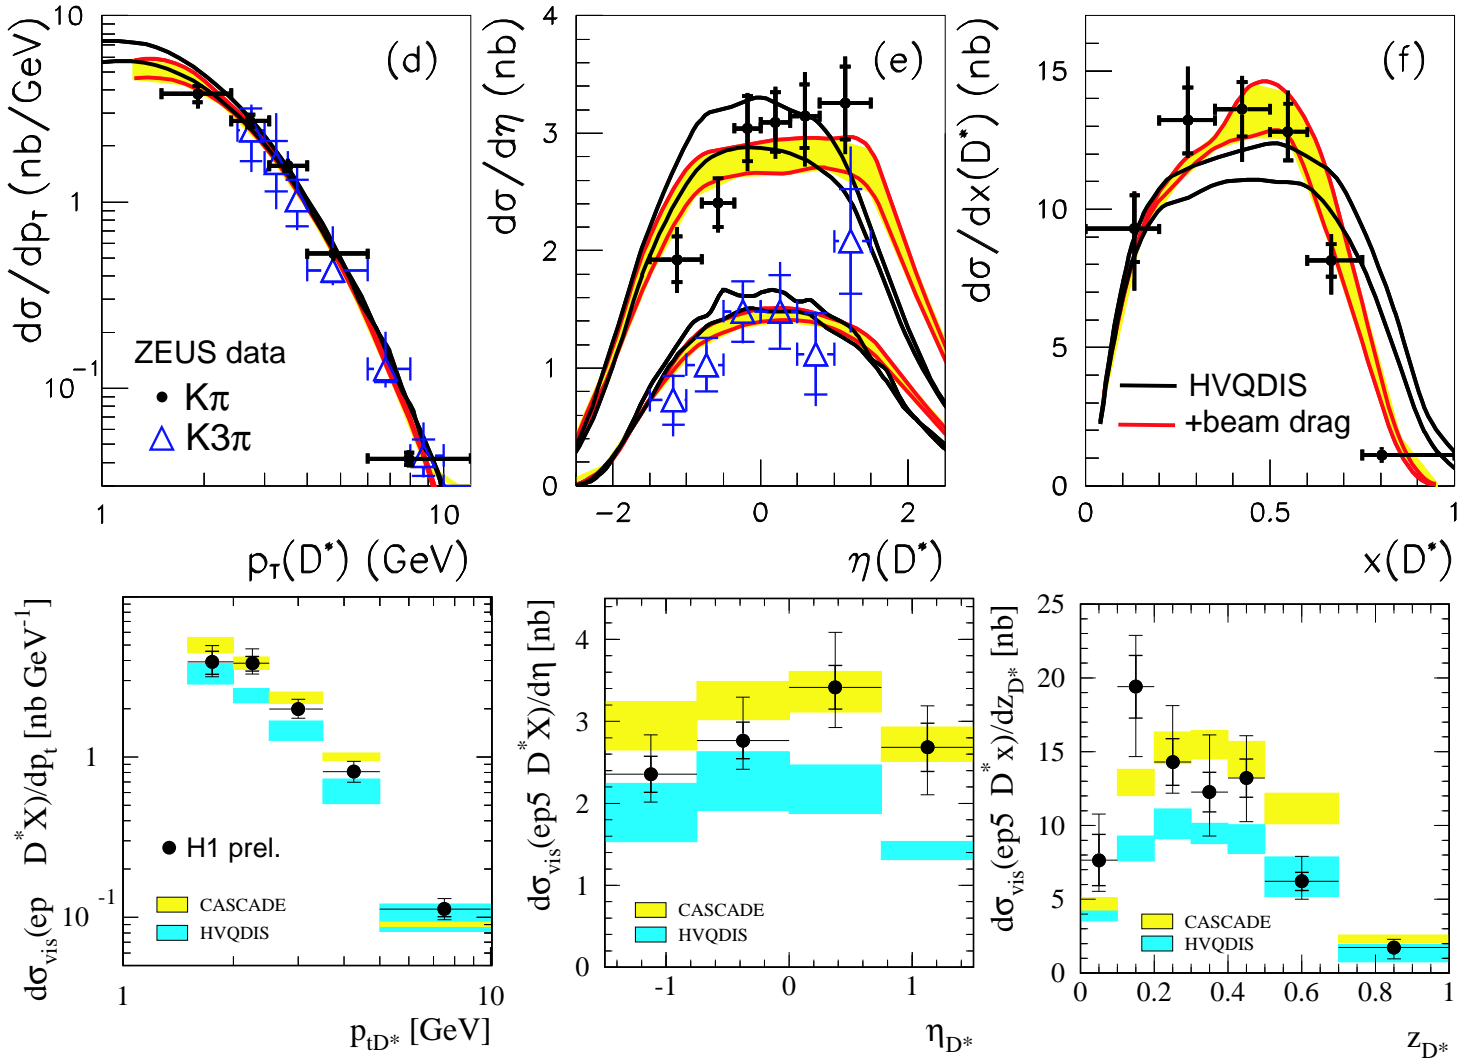 (d)
dσ/dp_T (nb/GeV)
10
1
10^-1
ZEUS data
Kπ
K3π
1
10
p_T(D*) (GeV)
(e)
dσ/dη (nb)
4
3
2
1
0
−2
0
2
η(D*)
(f)
dσ/dx(D*) (nb)
15
10
5
0
HVQDIS
+beam drag
0
0.5
1
x(D*)
dσ_vis(ep D*X)/dp_t [nb GeV^-1]
1
10^-1
H1 prel.
CASCADE
HVQDIS
1
10
p_tD* [GeV]
dσ_vis(ep5 D*X)/dη [nb]
4
3
2
1
0
CASCADE
HVQDIS
-1
0
1
η_D*
dσ_vis(ep5 D*x)/dz_D* [nb]
25
20
15
10
5
0
CASCADE
HVQDIS
0
0.2
0.4
0.6
0.8
1
z_D*